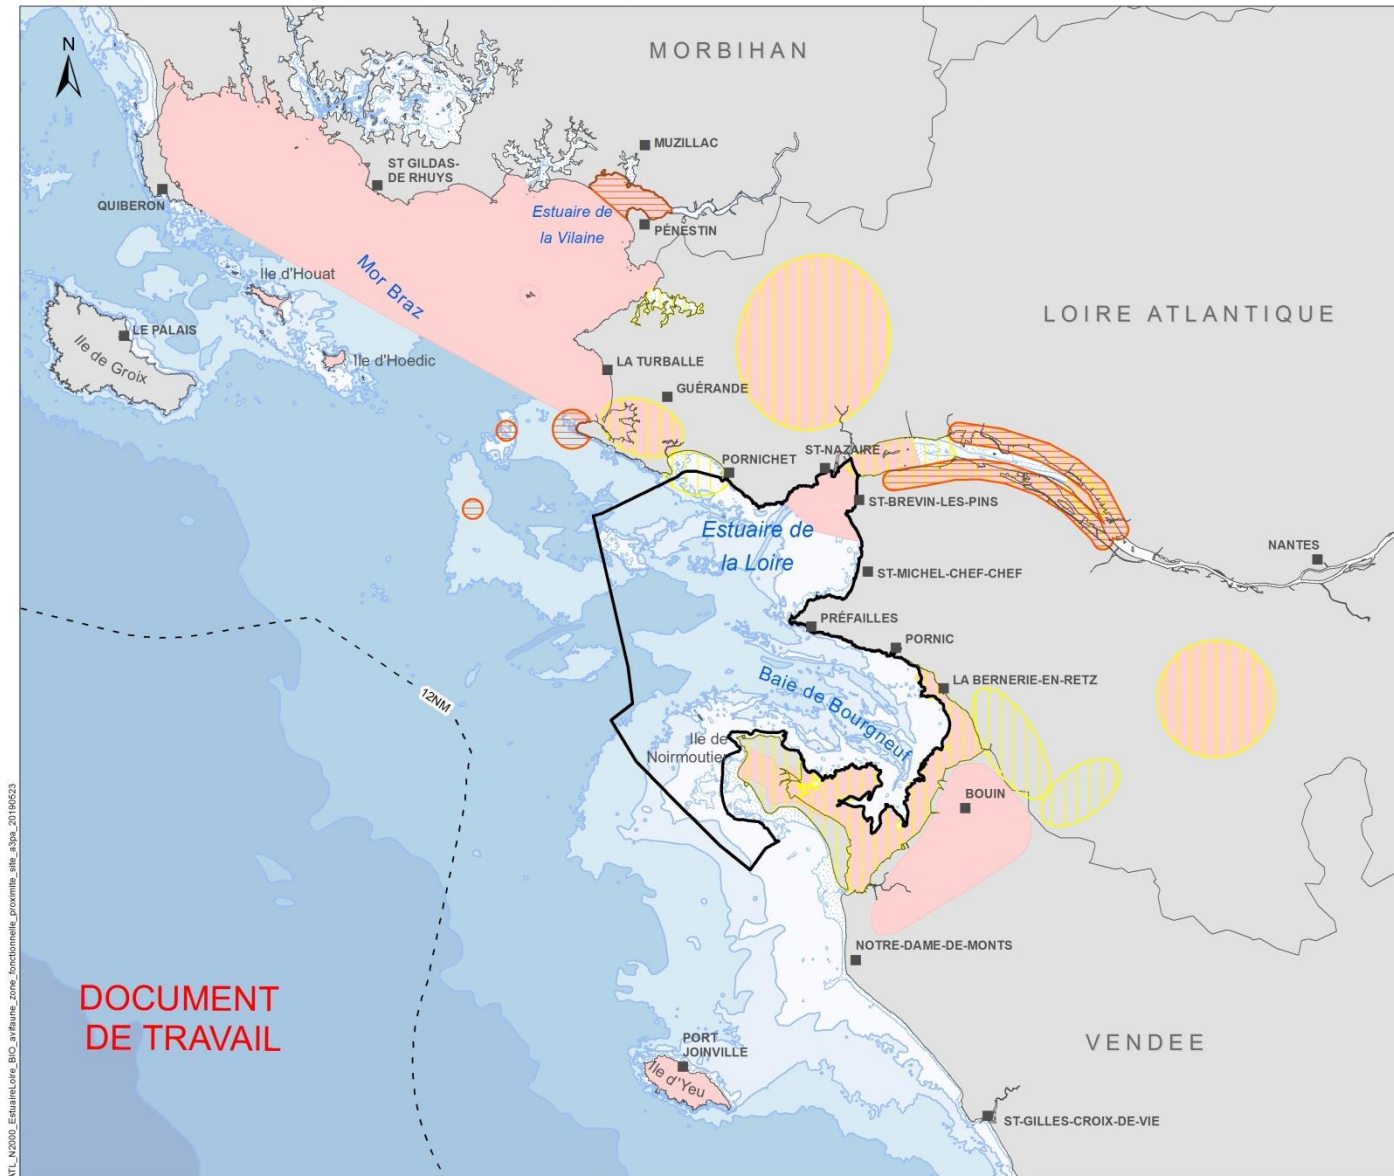 MORBIHAN
N
MUZILLAC
ST GILDAS-
DE RHUYS
QUIBERON
Estuaire de
la Vilaine
PÉNESTIN
Ile d'Houat
Mor Braz
LOIRE ATLANTIQUE
LE PALAIS
Ile de Groix
Ile d'Hoedic
LA TURBALLE
GUÉRANDE
PORNICHET
ST-NAZAIRE
ST-BREVIN-LES-PINS
Estuaire de
la Loire
NANTES
ST-MICHEL-CHEF-CHEF
PRÉFAILLES
PORNIC
LA BERNERIE-EN-RETZ
12NM
Baie de Bourgneuf
Ile de
Noirmoutier
BOUIN
NOTRE-DAME-DE-MONTS
DOCUMENT
DE TRAVAIL
PORT
JOINVILLE
Ile d'Yeu
VENDEE
ST-GILLES-CROIX-DE-VIE
ATL_N2000_EstuaireLoire_BIO_avifaune_zone_fonctionnelle_proximite_site_a3pa_20190523